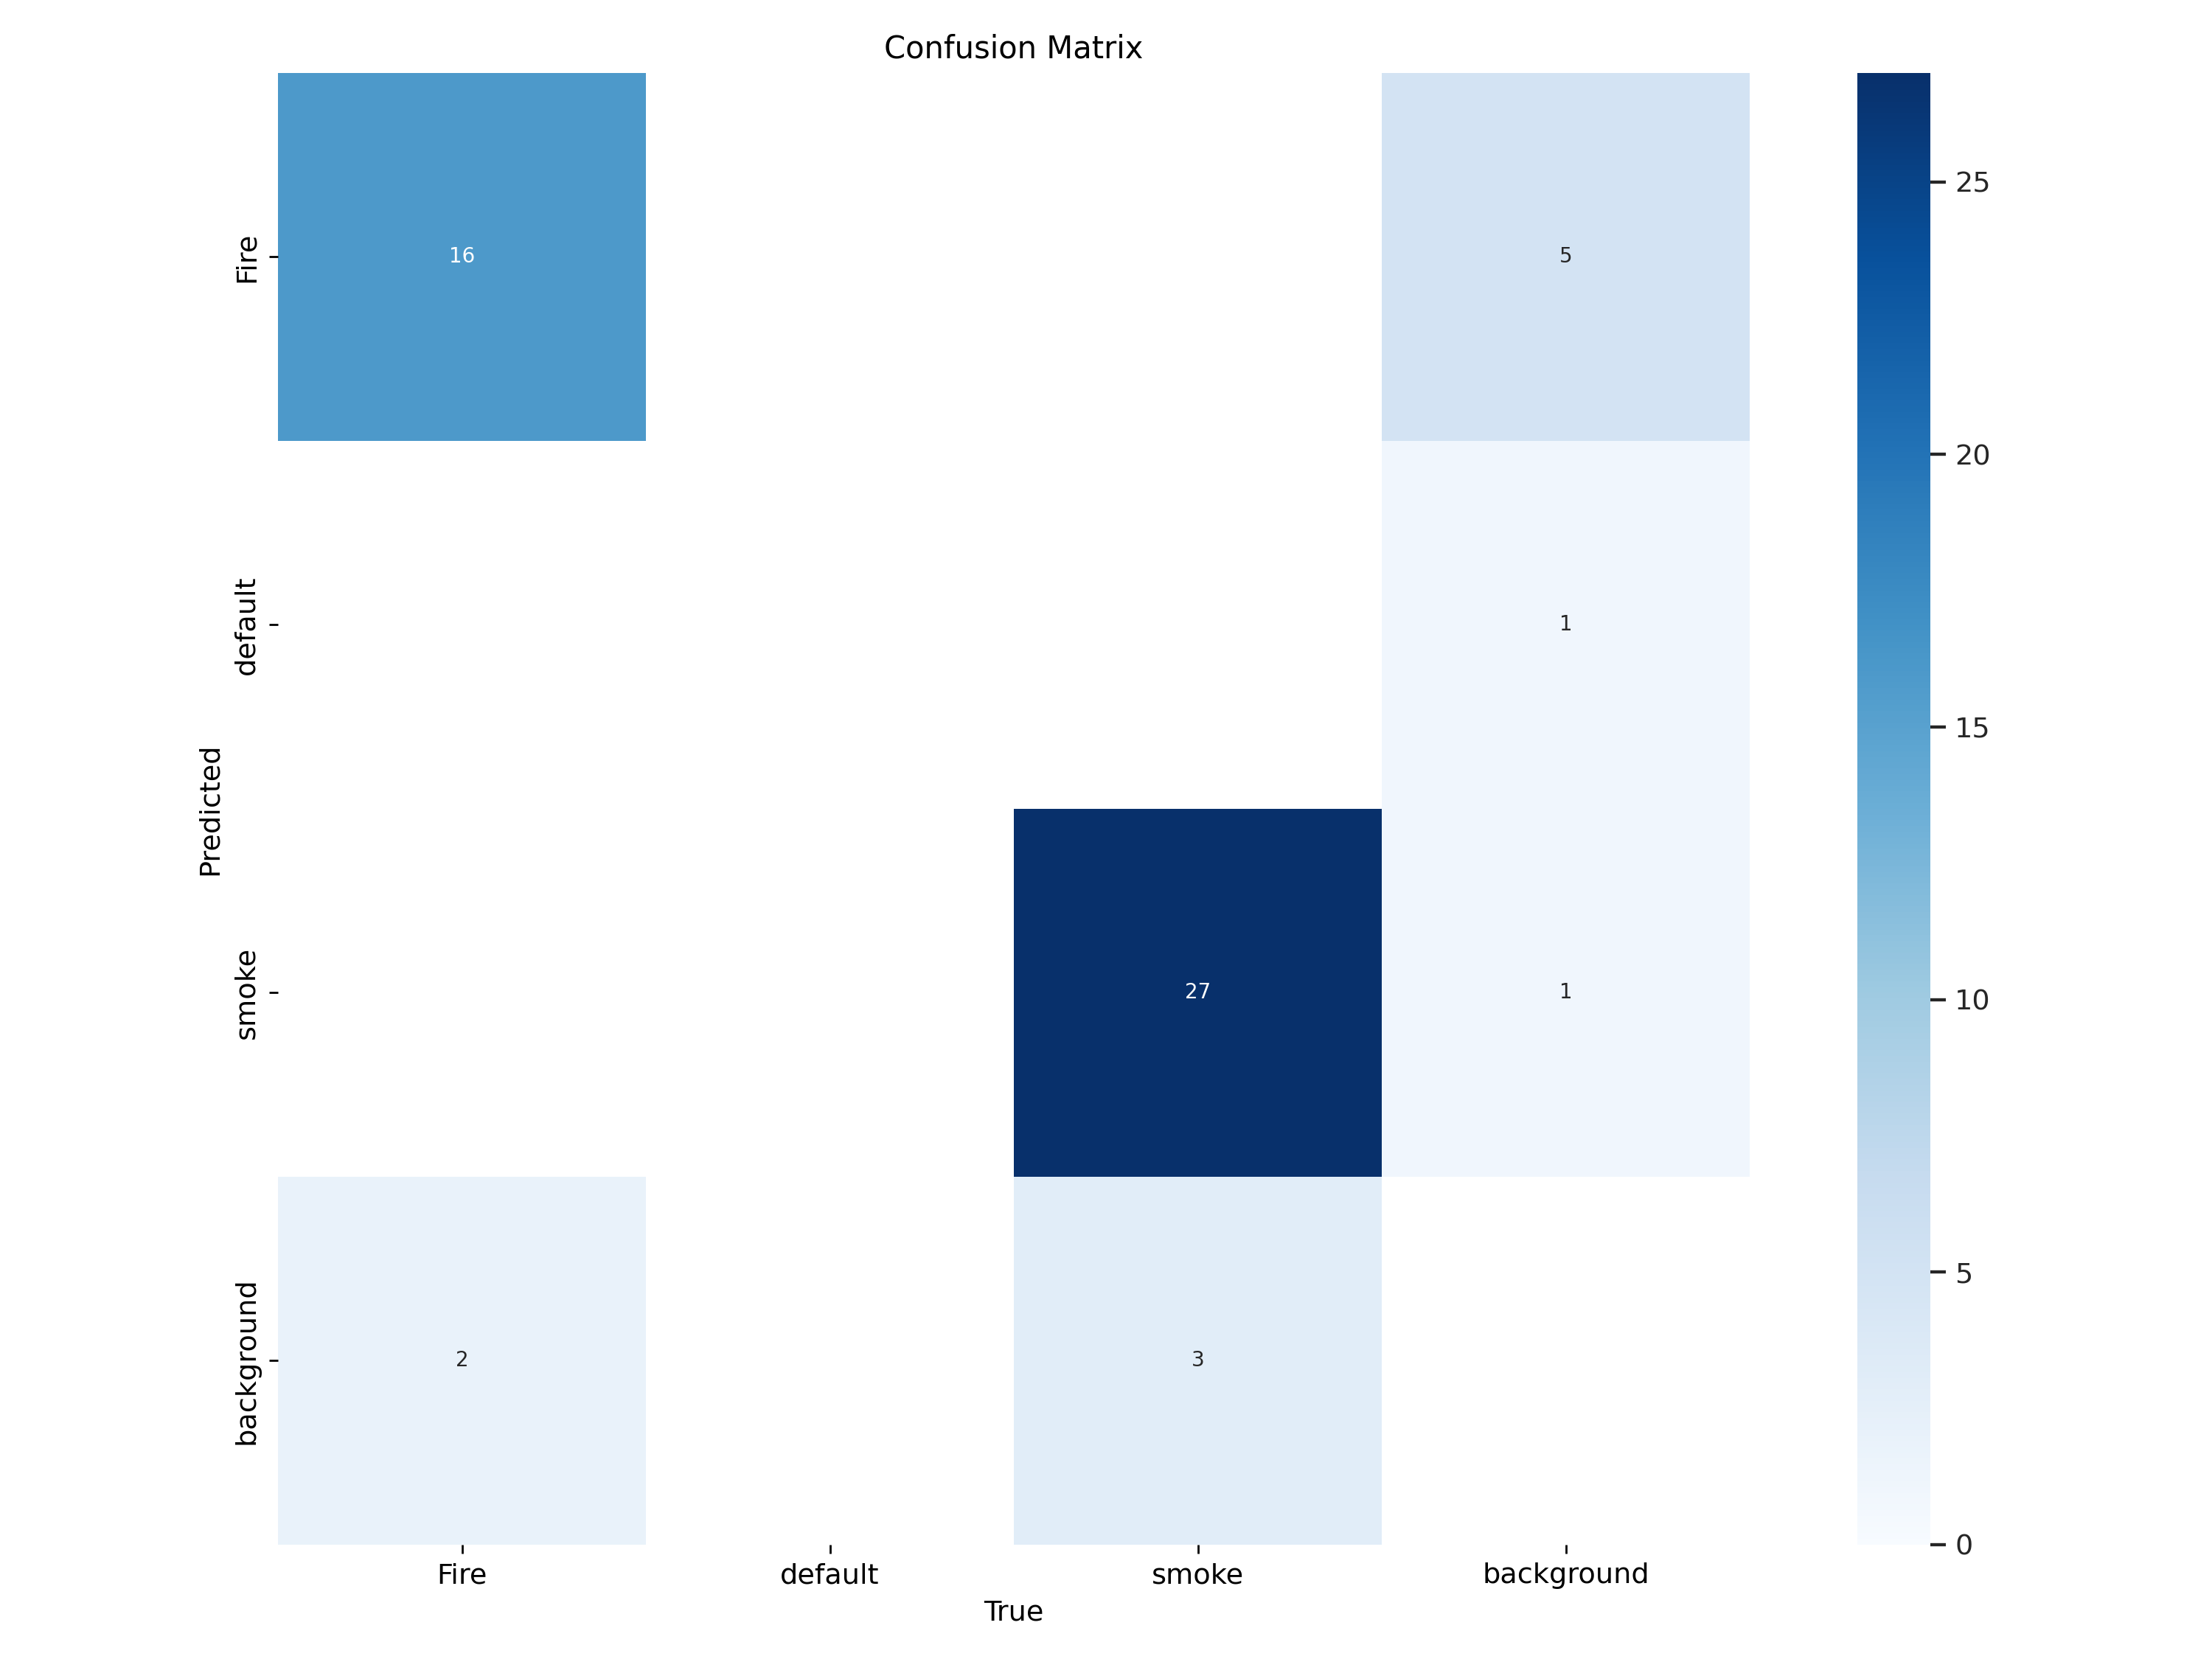 Confusion Matrix
Fire
16
5
25
20
default
1
15
Predicted
smoke
27
1
10
5
background
2
3
0
Fire
default
smoke
background
True